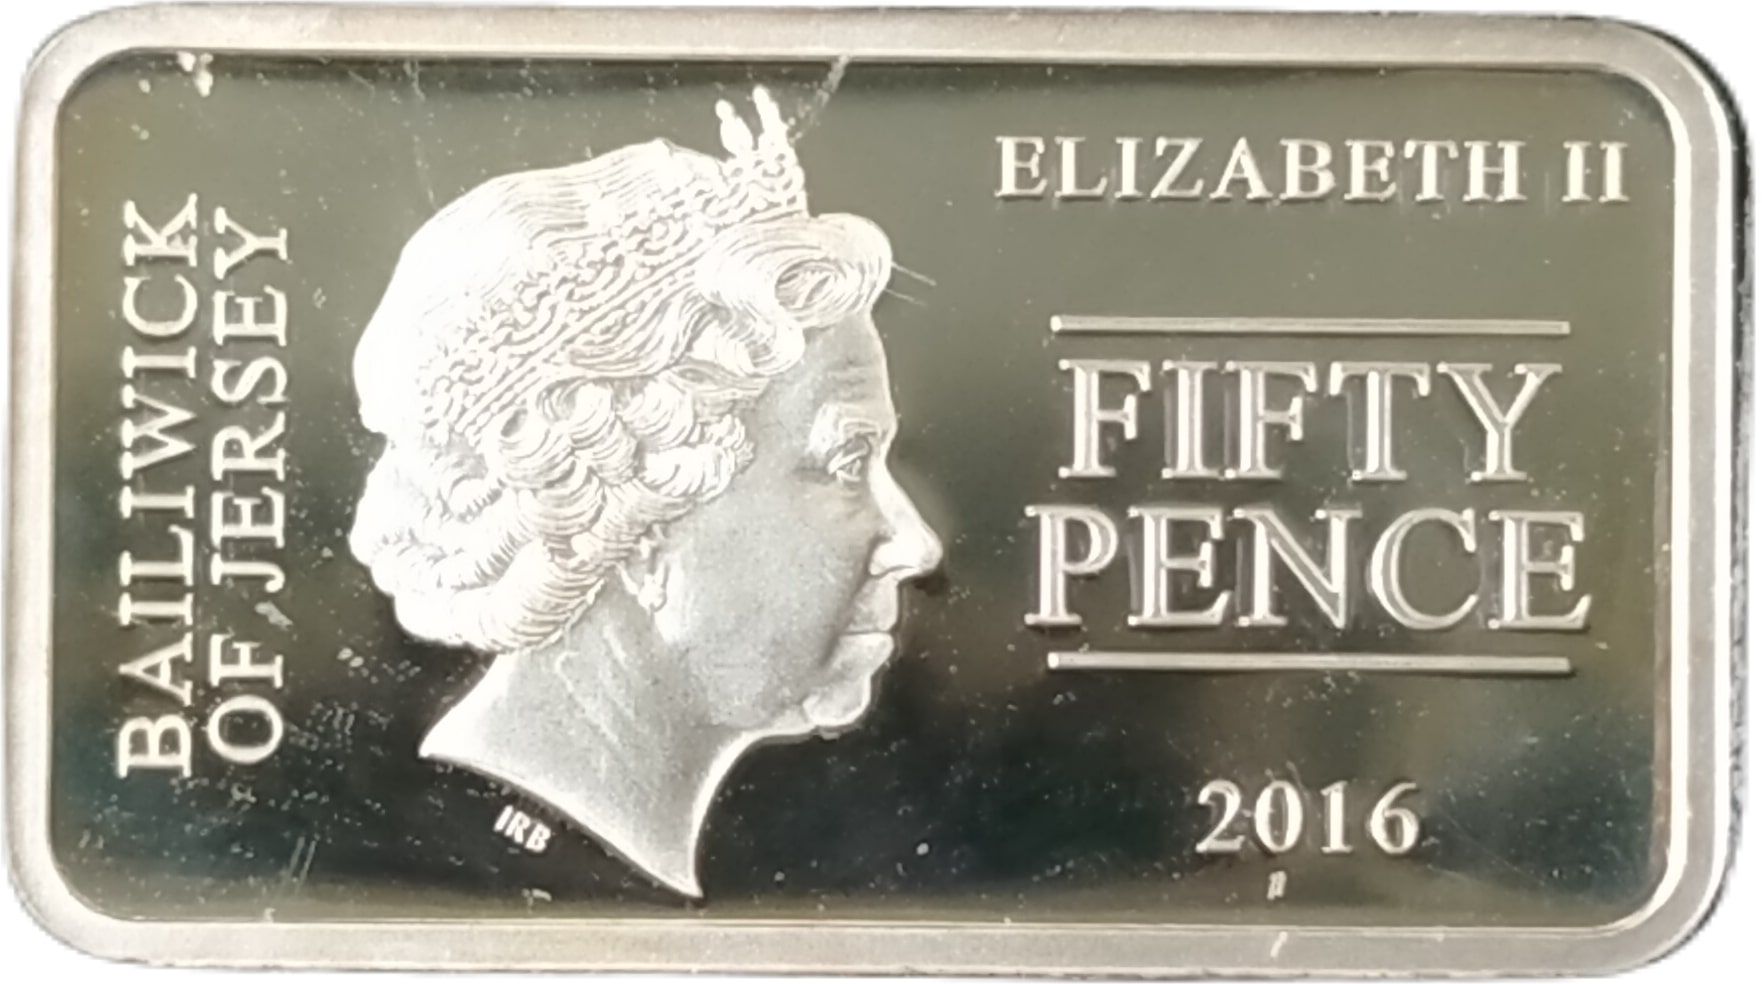 BAILIWICK
OF JERSEY
ELIZABETH II
FIFTY
PENCE
2016
IRB